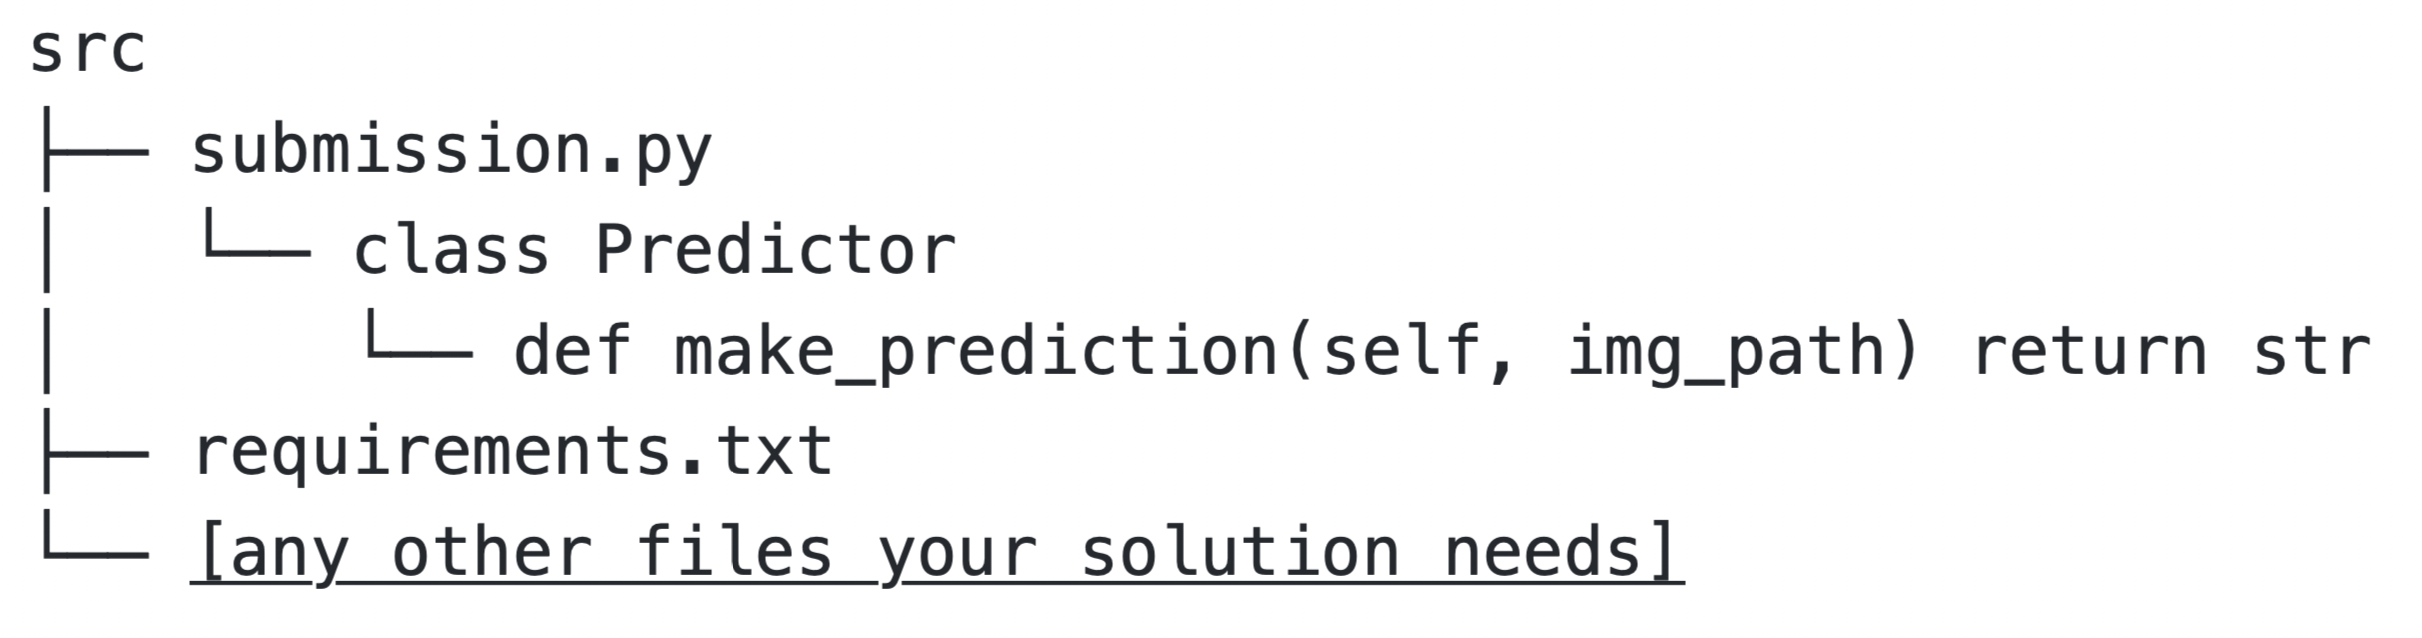 src
├── submission.py
│   └── class Predictor
│       └── def make_prediction(self, img_path) return str
├── requirements.txt
└── [any other files your solution needs]